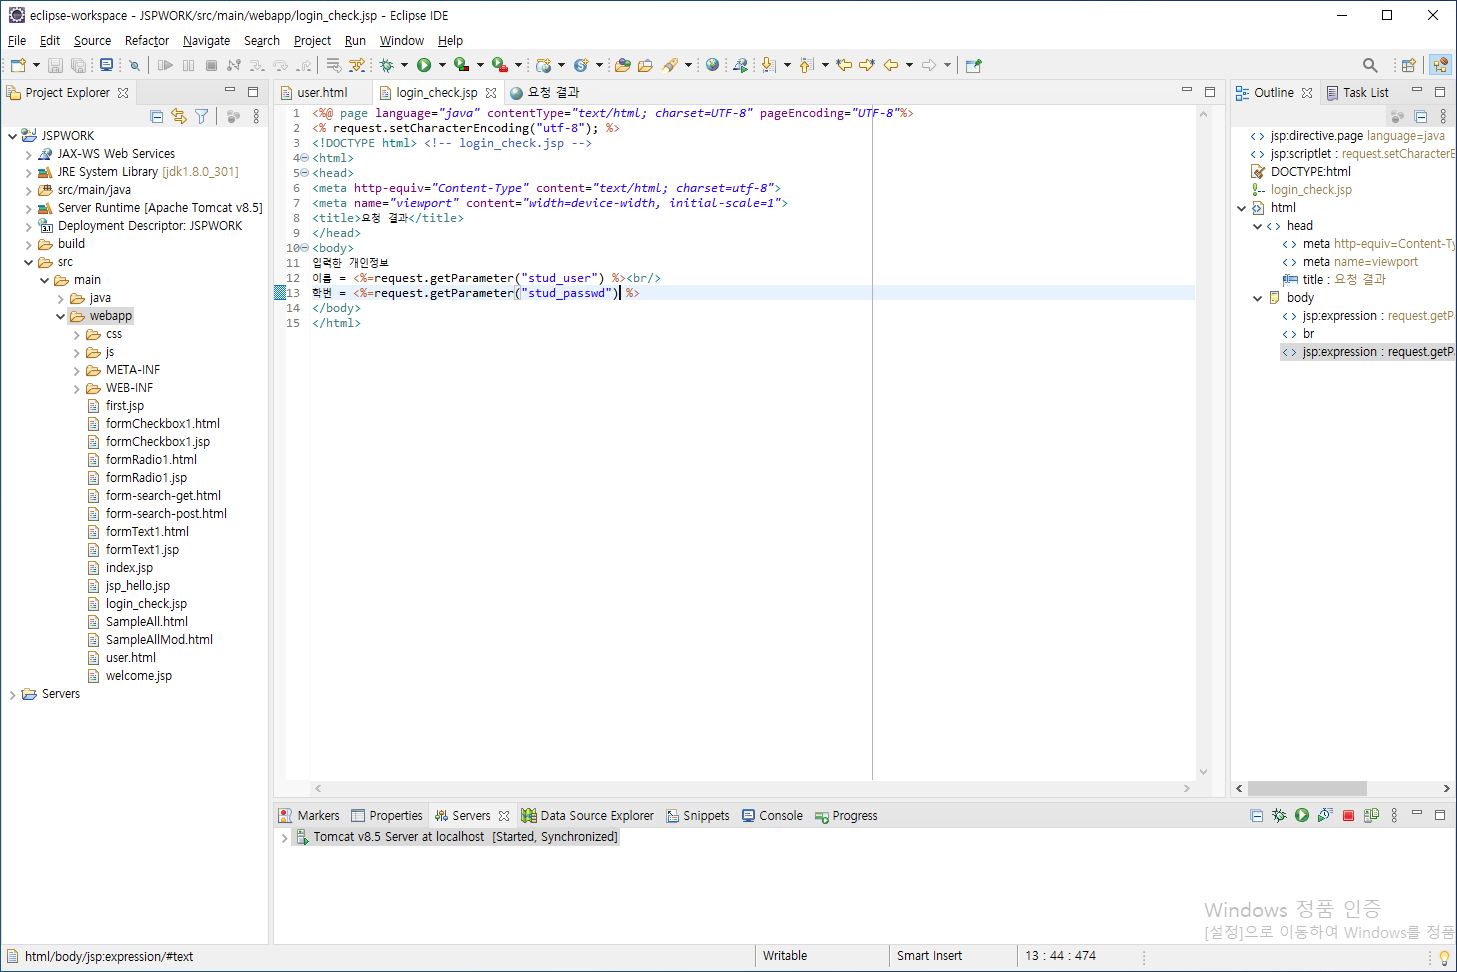 eclipse-workspace - JSPWORK/src/main/webapp/login_check.jsp - Eclipse IDE
File Edit Source Refactor Navigate Search Project Run Window Help
Project Explorer
JSPWORK
JAX-WS Web Services
JRE System Library [jdk1.8.0_301]
src/main/java
Server Runtime [Apache Tomcat v8.5]
Deployment Descriptor: JSPWORK
build
src
main
java
webapp
css
js
META-INF
WEB-INF
first.jsp
formCheckbox1.html
formCheckbox1.jsp
formRadio1.html
formRadio1.jsp
form-search-get.html
form-search-post.html
formText1.html
formText1.jsp
index.jsp
jsp_hello.jsp
login_check.jsp
SampleAll.html
SampleAllMod.html
user.html
welcome.jsp
Servers
user.html login_check.jsp 요청 결과
1 <%@ page language="java" contentType="text/html; charset=UTF-8" pageEncoding="UTF-8"%>
2 <% request.setCharacterEncoding("utf-8"); %>
3 <!DOCTYPE html> <!-- login_check.jsp -->
4 <html>
5 <head>
6 <meta http-equiv="Content-Type" content="text/html; charset=utf-8">
7 <meta name="viewport" content="width=device-width, initial-scale=1">
8 <title>요청 결과</title>
9 </head>
10 <body>
11 입력한 개인정보
12 이름 = <%=request.getParameter("stud_user") %><br/>
13 학번 = <%=request.getParameter("stud_passwd") %>
14 </body>
15 </html>
Outline Task List
jsp:directive.page language=java
jsp:scriptlet : request.setCharacterE
DOCTYPE:html
login_check.jsp
html
head
meta http-equiv=Content-Ty
meta name=viewport
title : 요청 결과
body
jsp:expression : request.getPa
br
jsp:expression : request.getPa
Markers Properties Servers Data Source Explorer Snippets Console Progress
Tomcat v8.5 Server at localhost [Started, Synchronized]
Windows 정품 인증
[설정]으로 이동하여 Windows를 정품
html/body/jsp:expression/#text Writable Smart Insert 13 : 44 : 474